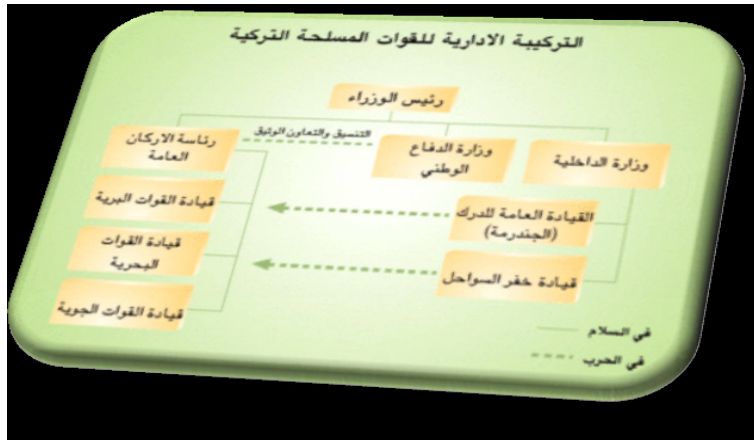 التركيبة الادارية للقوات المسلحة التركية
رئيس الوزراء
وزارة الداخلية
وزارة الدفاع
الوطني
التنسيق والتعاون الوثيق
رئاسة الاركان
العامة
القيادة العامة للدرك
(الجندرمة)
قيادة القوات البرية
قيادة خفر السواحل
قيادة القوات
البحرية
قيادة القوات الجوية
في السلام
في الحرب